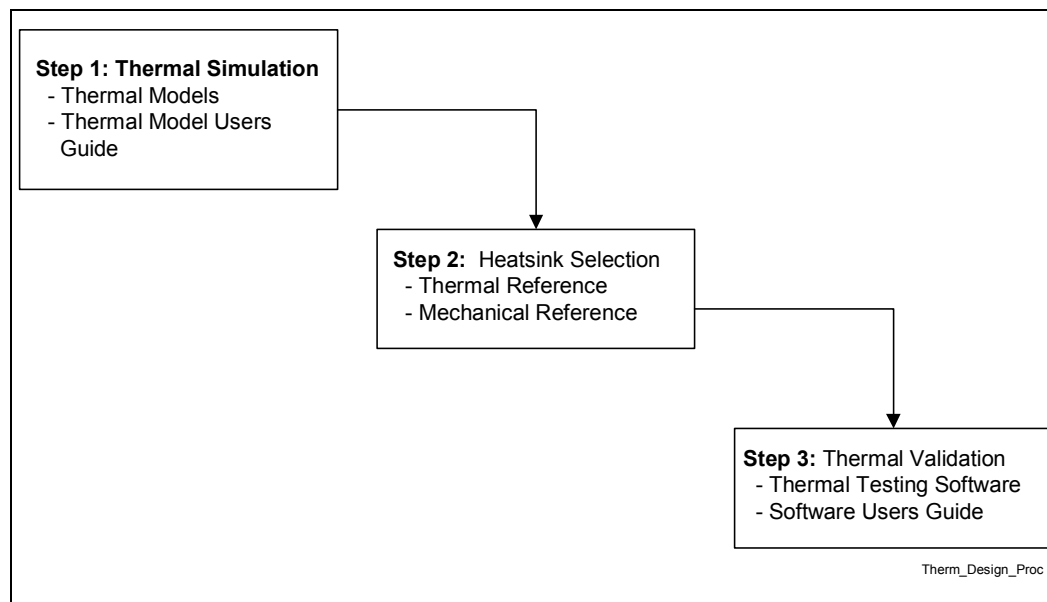 Step 1: Thermal Simulation
- Thermal Models
- Thermal Model Users
Guide
Step 2: Heatsink Selection
- Thermal Reference
- Mechanical Reference
Step 3: Thermal Validation
- Thermal Testing Software
- Software Users Guide
Therm_Design_Proc